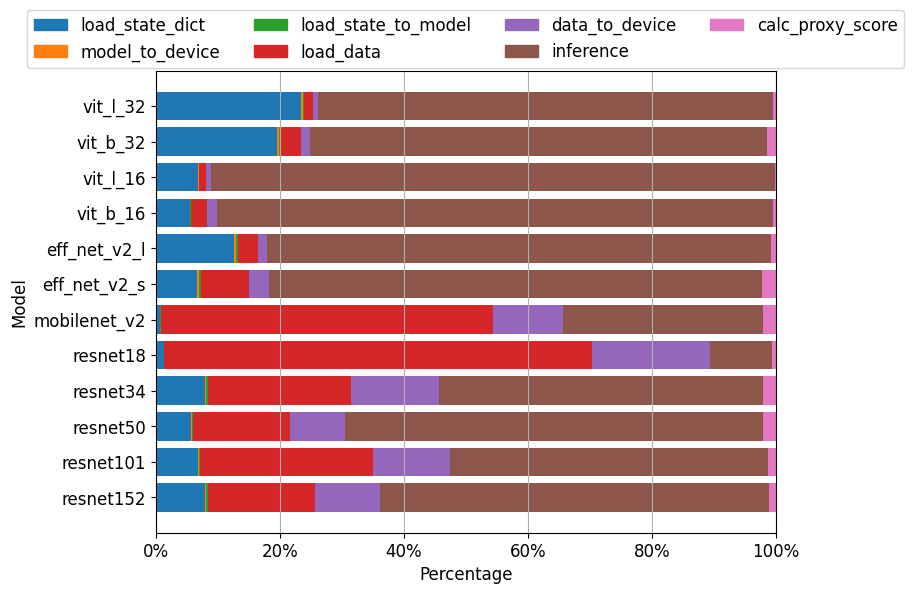 load_state_dict load_state_to_model data_to_device calc_proxy_score
model_to_device load_data inference
vit_l_32
vit_b_32
vit_l_16
vit_b_16
eff_net_v2_l
eff_net_v2_s
mobilenet_v2
resnet18
resnet34
resnet50
resnet101
resnet152
Model
0% 20% 40% 60% 80% 100%
Percentage